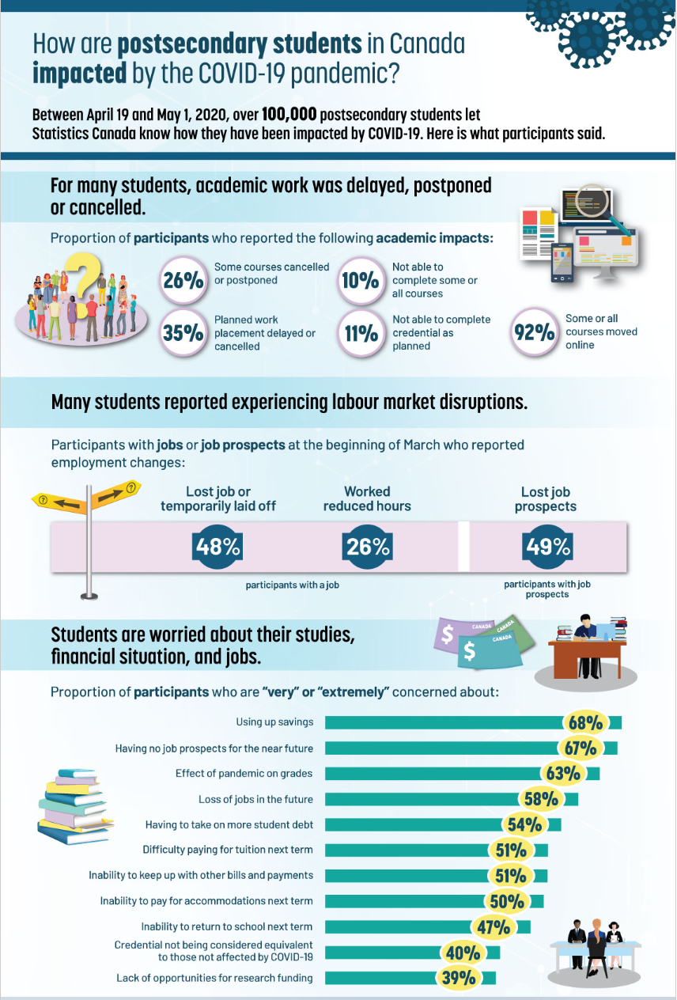 How are postsecondary students in Canada
impacted by the COVID-19 pandemic?
Between April 19 and May 1, 2020, over 100,000 postsecondary students let
Statistics Canada know how they have been impacted by COVID-19. Here is what participants said.
For many students, academic work was delayed, postponed
or cancelled.
Proportion of participants who reported the following academic impacts:
?
26%
Some courses cancelled
or postponed
10%
Not able to
complete some or
all courses
35%
Planned work
placement delayed or
cancelled
11%
Not able to complete
credential as
planned
92%
Some or all
courses moved
online
Many students reported experiencing labour market disruptions.
Participants with jobs or job prospects at the beginning of March who reported
employment changes:
?
?
Lost job or
temporarily laid off
Worked
reduced hours
Lost job
prospects
48%
26%
49%
participants with a job
participants with job
prospects
Students are worried about their studies,
financial situation, and jobs.
$ CANADA
$ CANADA
CANADA
Proportion of participants who are "very" or "extremely" concerned about:
Using up savings 68%
Having no job prospects for the near future 67%
Effect of pandemic on grades 63%
Loss of jobs in the future 58%
Having to take on more student debt 54%
Difficulty paying for tuition next term 51%
Inability to keep up with other bills and payments 51%
Inability to pay for accommodations next term 50%
Inability to return to school next term 47%
Credential not being considered equivalent
to those not affected by COVID-19 40%
Lack of opportunities for research funding 39%